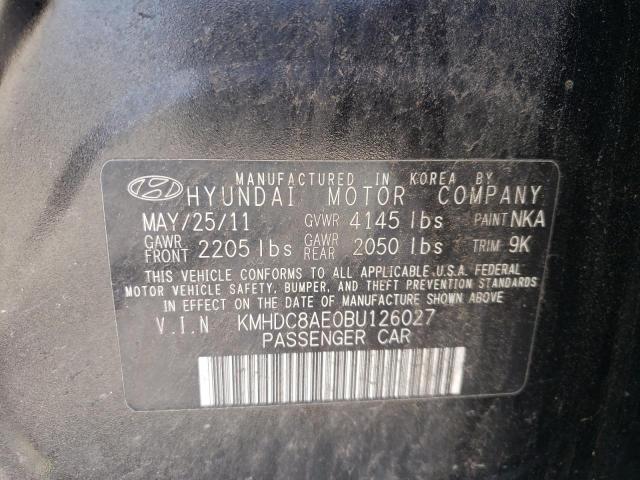 MANUFACTURED IN KOREA BY
HYUNDAI MOTOR COMPANY
MAY/25/11 GVWR 4145 lbs PAINT NKA
GAWR FRONT 2205 lbs GAWR REAR 2050 lbs TRIM 9K
THIS VEHICLE CONFORMS TO ALL APPLICABLE U.S.A. FEDERAL
MOTOR VEHICLE SAFETY, BUMPER, AND THEFT PREVENTION STANDARDS
IN EFFECT ON THE DATE OF MANUFACTURE SHOWN ABOVE
V.I.N KMHDC8AE0BU126027
PASSENGER CAR